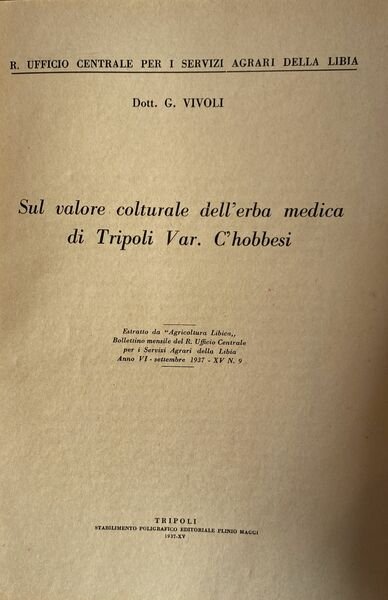 R. UFFICIO CENTRALE PER I SERVIZI AGRARI DELLA LIBIA
Dott. G. VIVOLI
Sul valore colturale dell'erba medica
di Tripoli Var. C'hobbesi
Estratto da "Agricoltura Libica„
Bollettino mensile del R. Ufficio Centrale
per i Servizi Agrari della Libia
Anno VI - settembre 1937 - XV N. 9
TRIPOLI
STABILIMENTO POLIGRAFICO EDITORIALE PLINIO MAGGI
1937-XV